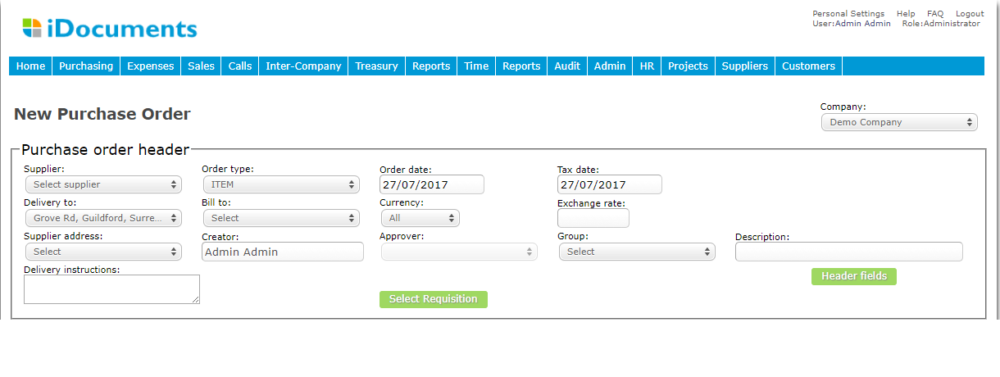 Personal Settings Help FAQ Logout
iDocuments
User:Admin Admin Role:Administrator
Home Purchasing Expenses Sales Calls Inter-Company Treasury Reports Time Reports Audit Admin HR Projects Suppliers Customers
New Purchase Order
Company:
Demo Company
Purchase order header
Supplier: Order type: Order date: Tax date:
Select supplier ITEM 27/07/2017 27/07/2017
Delivery to: Bill to: Currency: Exchange rate:
Grove Rd, Guildford, Surre... Select All
Supplier address: Creator: Approver: Group: Description:
Select Admin Admin Select
Delivery instructions:
Header fields
Select Requisition